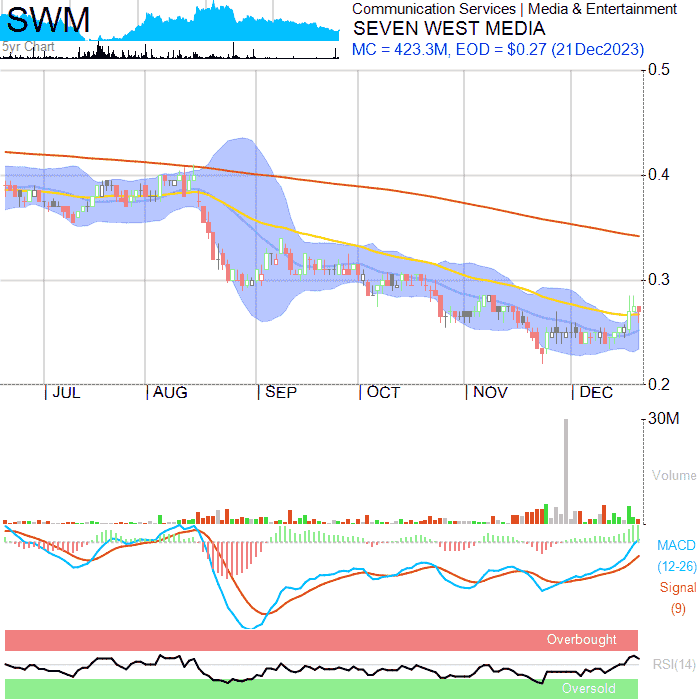 SWM
5yr Chart
Communication Services | Media & Entertainment
SEVEN WEST MEDIA
MC = 423.3M, EOD = $0.27 (21Dec2023)
0.5
0.4
0.3
0.2
JUL AUG SEP OCT NOV DEC
30M
Volume
MACD
(12-26)
Signal
(9)
Overbought
RSI(14)
Oversold